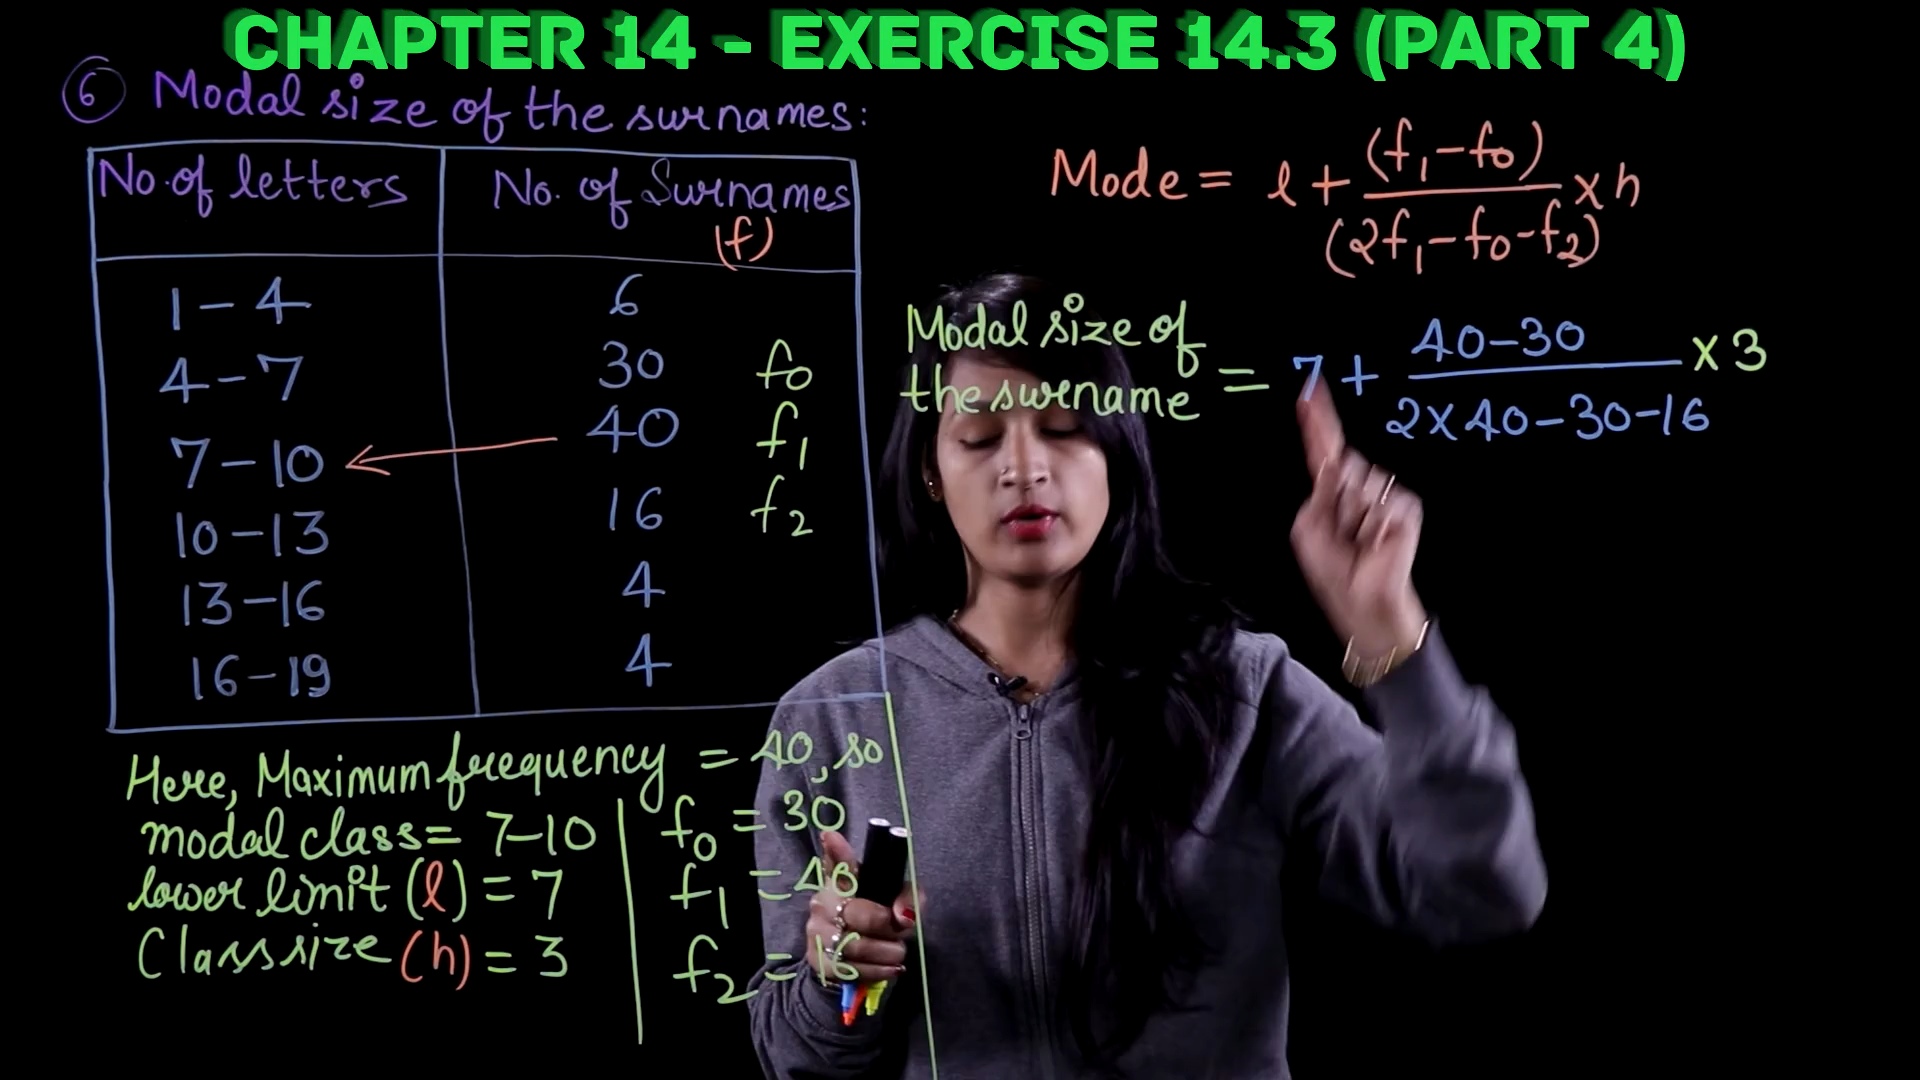 CHAPTER 14 - EXERCISE 14.3 (PART 4)
6 Modal size of the surnames:
No. of letters No. of Surnames (f)
1-4 6
4-7 30 f0
7-10 40 f1
10-13 16 f2
13-16 4
16-19 4
Here, Maximum frequency = 40, so
modal class = 7-10
lower limit (l) = 7
Class size (h) = 3
f0 = 30
f1 = 40
f2 = 16
Mode = l + (f1-f0) / (2f1-f0-f2) x h
Modal size of
the surname = 7 + 40-30 / 2x40-30-16 x 3